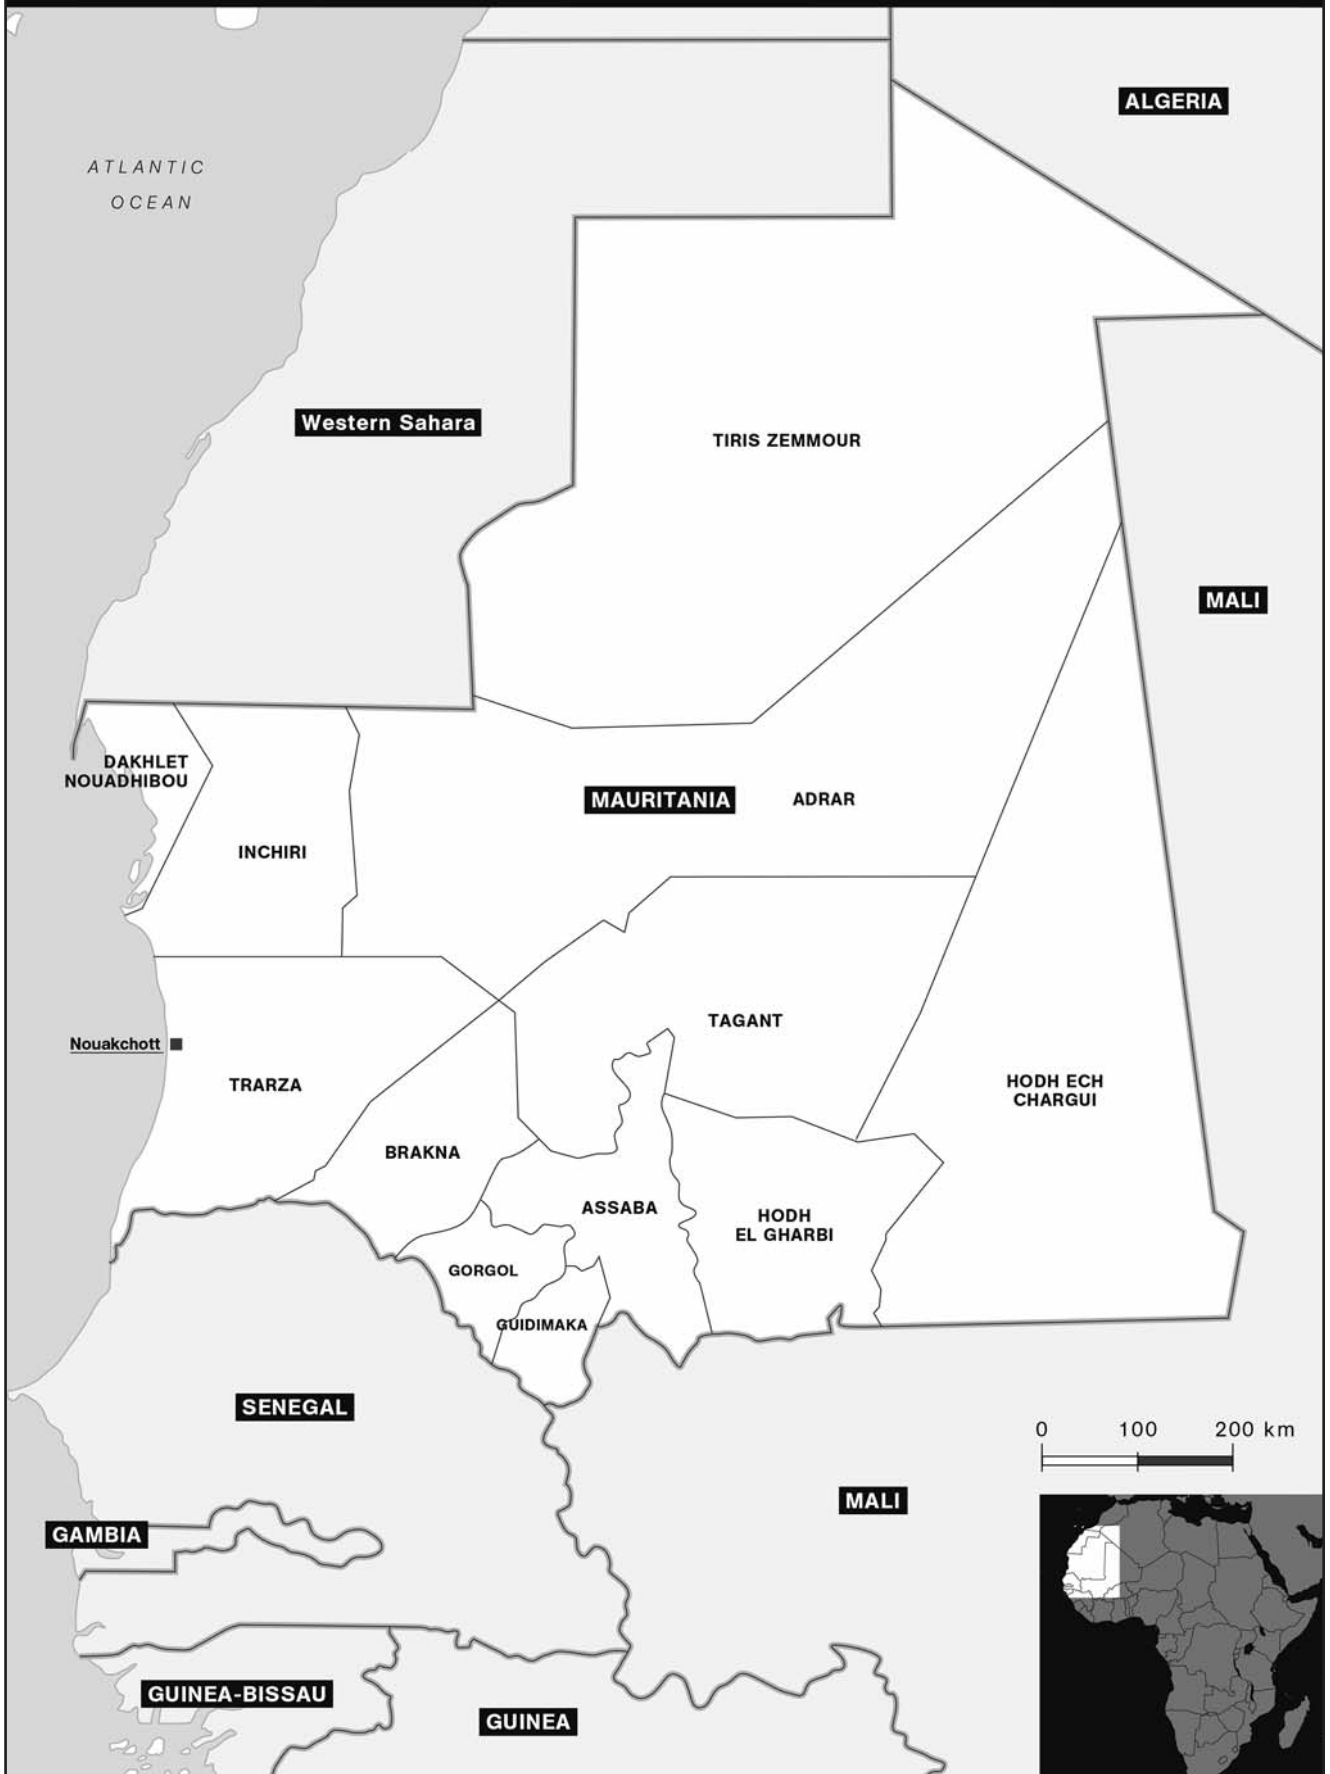 ALGERIA
ATLANTIC
OCEAN
Western Sahara
TIRIS ZEMMOUR
MALI
DAKHLET
NOUADHIBOU
MAURITANIA
ADRAR
INCHIRI
TAGANT
Nouakchott
TRARZA
HODH ECH
CHARGUI
BRAKNA
ASSABA
HODH
EL GHARBI
GORGOL
GUIDIMAKA
SENEGAL
0 100 200 km
MALI
GAMBIA
GUINEA-BISSAU
GUINEA